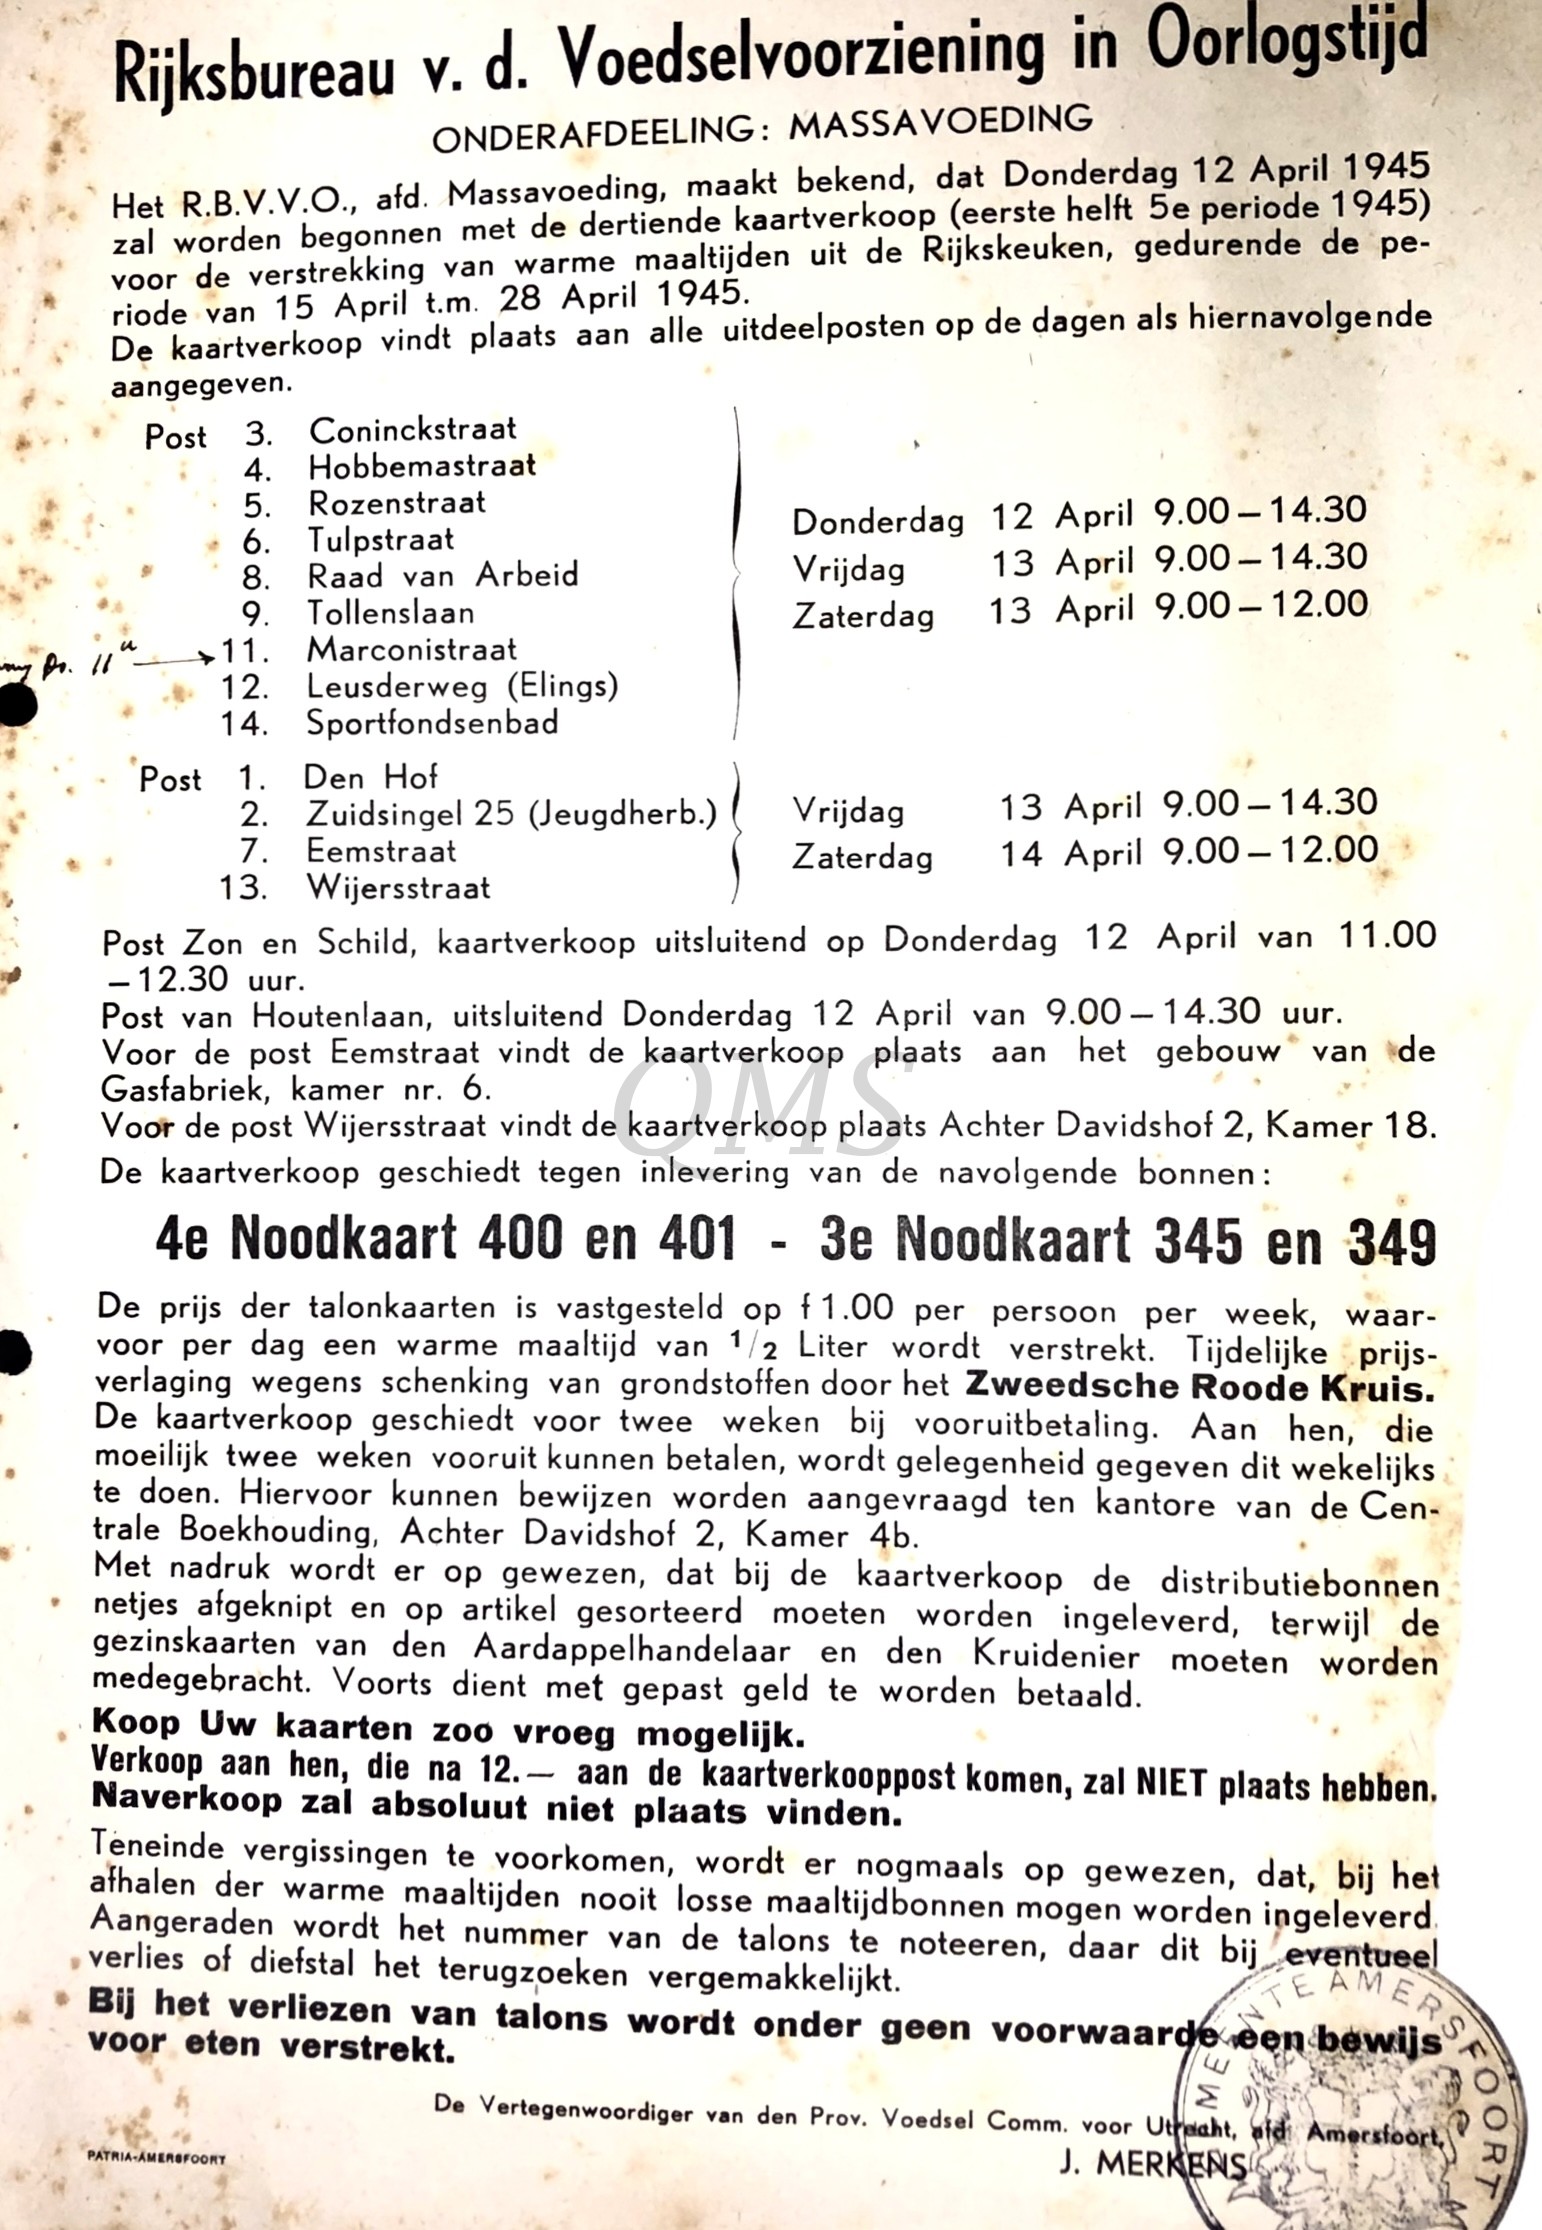 Rijksbureau v. d. Voedselvoorziening in Oorlogstijd
ONDERAFDEELING: MASSAVOEDING
Het R.B.V.V.O., afd. Massavoeding, maakt bekend, dat Donderdag 12 April 1945
zal worden begonnen met de dertiende kaartverkoop (eerste helft 5e periode 1945)
voor de verstrekking van warme maaltijden uit de Rijkskeuken, gedurende de pe-
riode van 15 April t.m. 28 April 1945.
De kaartverkoop vindt plaats aan alle uitdeelposten op de dagen als hiernavolgende
aangegeven.
Post 3. Coninckstraat
4. Hobbemastraat
5. Rozenstraat
6. Tulpstraat
8. Raad van Arbeid
9. Tollenslaan
11. Marconistraat
12. Leusderweg (Elings)
14. Sportfondsenbad
Donderdag 12 April 9.00–14.30
Vrijdag 13 April 9.00–14.30
Zaterdag 13 April 9.00–12.00
11a
Post 1. Den Hof
2. Zuidsingel 25 (Jeugdherb.)
7. Eemstraat
13. Wijersstraat
Vrijdag 13 April 9.00–14.30
Zaterdag 14 April 9.00–12.00
Post Zon en Schild, kaartverkoop uitsluitend op Donderdag 12 April van 11.00
–12.30 uur.
Post van Houtenlaan, uitsluitend Donderdag 12 April van 9.00–14.30 uur.
Voor de post Eemstraat vindt de kaartverkoop plaats aan het gebouw van de
Gasfabriek, kamer nr. 6.
QMS
Voor de post Wijersstraat vindt de kaartverkoop plaats Achter Davidshof 2, Kamer 18.
De kaartverkoop geschiedt tegen inlevering van de navolgende bonnen:
4e Noodkaart 400 en 401 - 3e Noodkaart 345 en 349
De prijs der talonkaarten is vastgesteld op f 1.00 per persoon per week, waar-
voor per dag een warme maaltijd van 1/2 Liter wordt verstrekt. Tijdelijke prijs-
verlaging wegens schenking van grondstoffen door het Zweedsche Roode Kruis.
De kaartverkoop geschiedt voor twee weken bij vooruitbetaling. Aan hen, die
moeilijk twee weken vooruit kunnen betalen, wordt gelegenheid gegeven dit wekelijks
te doen. Hiervoor kunnen bewijzen worden aangevraagd ten kantore van de Cen-
trale Boekhouding, Achter Davidshof 2, Kamer 4b.
Met nadruk wordt er op gewezen, dat bij de kaartverkoop de distributiebonnen
netjes afgeknipt en op artikel gesorteerd moeten worden ingeleverd, terwijl de
gezinskaarten van den Aardappelhandelaar en den Kruidenier moeten worden
medegebracht. Voorts dient met gepast geld te worden betaald.
Koop Uw kaarten zoo vroeg mogelijk.
Verkoop aan hen, die na 12.— aan de kaartverkooppost komen, zal NIET plaats hebben.
Naverkoop zal absoluut niet plaats vinden.
Teneinde vergissingen te voorkomen, wordt er nogmaals op gewezen, dat, bij het
afhalen der warme maaltijden nooit losse maaltijdbonnen mogen worden ingeleverd.
Aangeraden wordt het nummer van de talons te noteeren, daar dit bij eventueel
verlies of diefstal het terugzoeken vergemakkelijkt.
Bij het verliezen van talons wordt onder geen voorwaarde een bewijs
voor eten verstrekt.
De Vertegenwoordiger van den Prov. Voedsel Comm. voor Utrecht, afd. Amersfoort,
J. MERKENS
PATRIA-AMERSFOORT
MEENTE AMERSFOORT